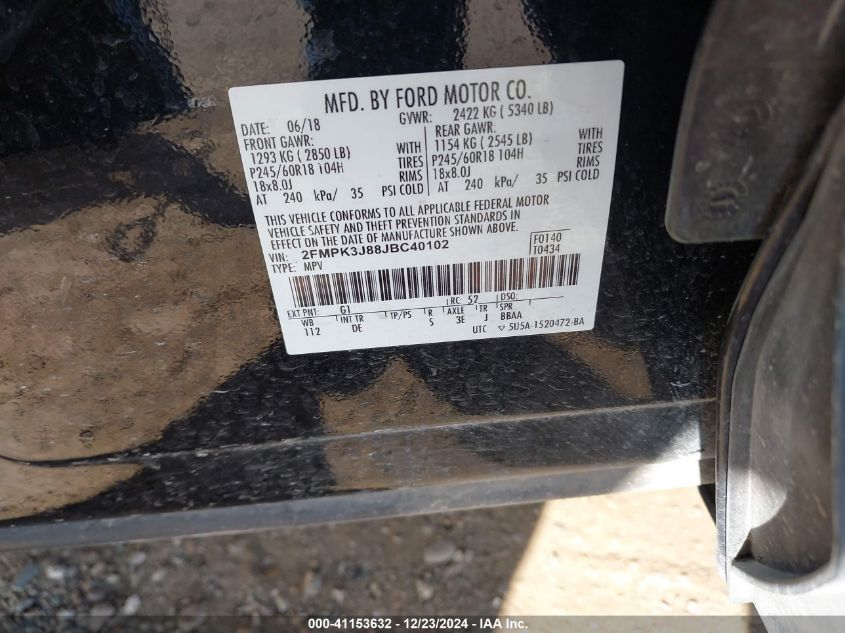 MFD. BY FORD MOTOR CO.
DATE: 06/18 GVWR: 2422 KG ( 5340 LB)
FRONT GAWR: REAR GAWR:
1293 KG ( 2850 LB) WITH 1154 KG ( 2545 LB) WITH
P245/60R18 104H TIRES P245/60R18 104H TIRES
18x8.0J RIMS 18x8.0J RIMS
AT 240 kPa/ 35 PSI COLD AT 240 kPa/ 35 PSI COLD
THIS VEHICLE CONFORMS TO ALL APPLICABLE FEDERAL MOTOR
VEHICLE SAFETY AND THEFT PREVENTION STANDARDS IN
EFFECT ON THE DATE OF MANUFACTURE SHOWN ABOVE.
VIN: 2FMPK3J88JBC40102 F0140
TYPE: MPV T0434
EXT PNT: G1 RC: 52 DSO:
WB INT TR TP/PS R AXLE TR SPR
112 DE S 3E J BBAA
UTC ▽ 5U5A-1520472-BA
000-41153632 - 12/23/2024 - IAA Inc.